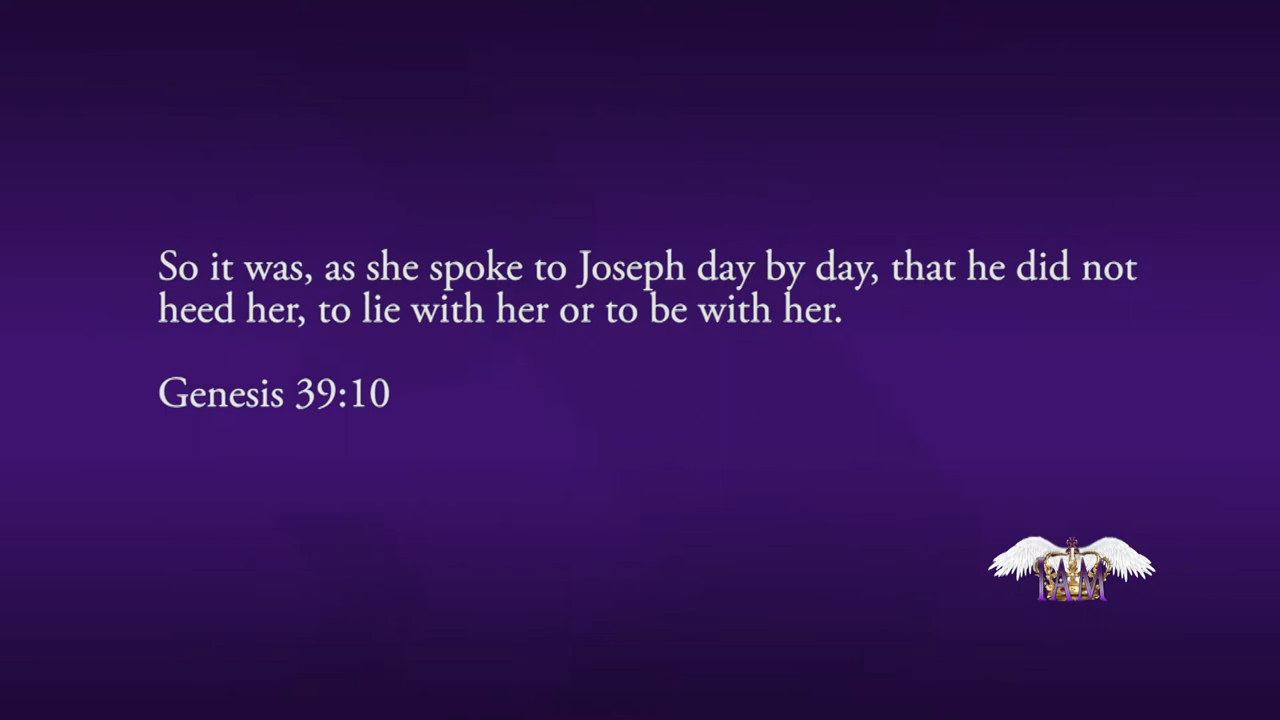 So it was, as she spoke to Joseph day by day, that he did not
heed her, to lie with her or to be with her.
Genesis 39:10
IAM